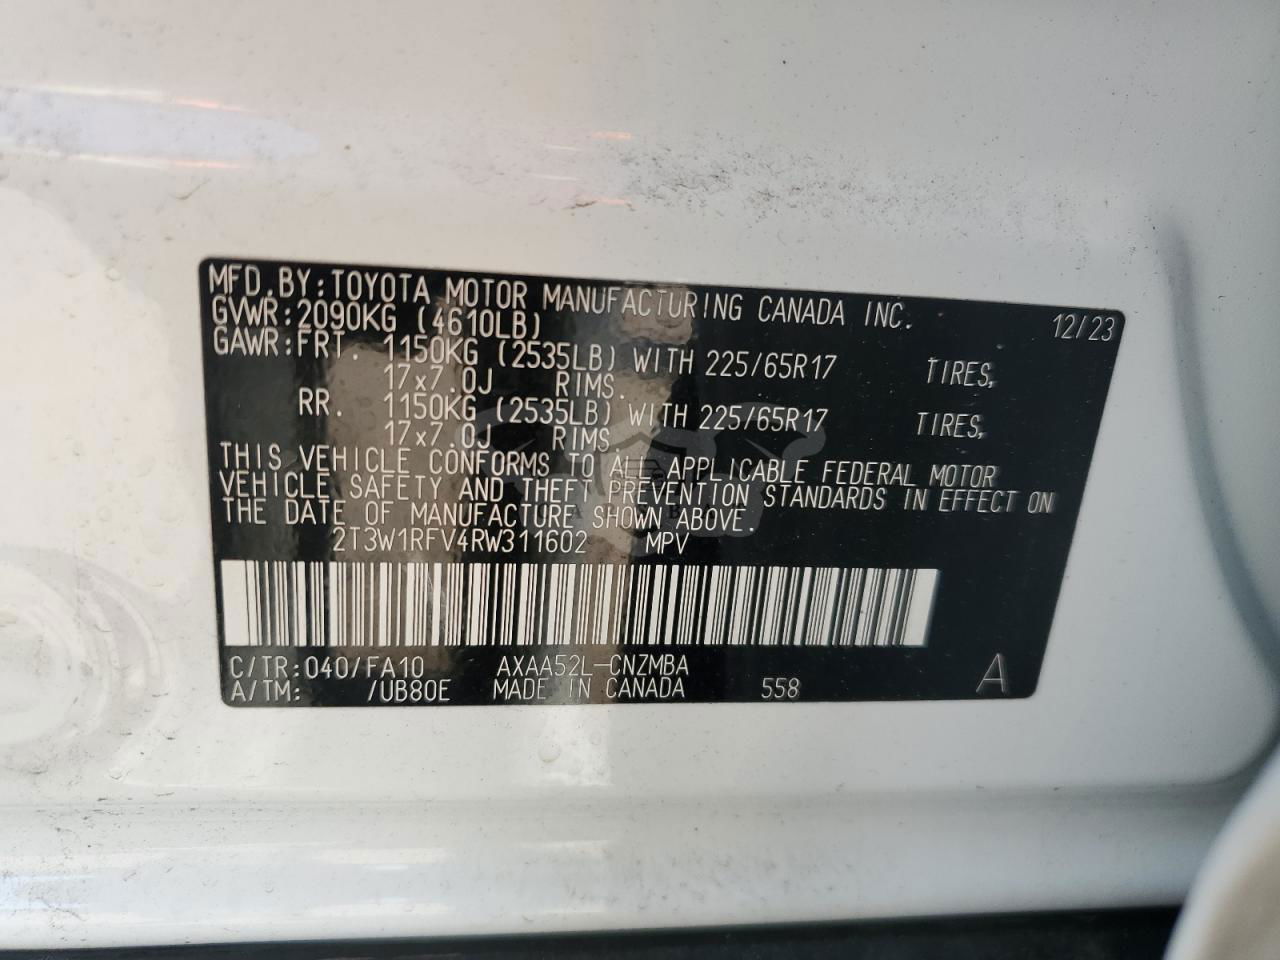 MFD.BY:TOYOTA MOTOR MANUFACTURING CANADA INC. 12/23
GVWR:2090KG (4610LB)
GAWR:FRT. 1150KG (2535LB) WITH 225/65R17 TIRES,
17x7.0J RIMS.
RR. 1150KG (2535LB) WITH 225/65R17 TIRES,
17x7.0J RIMS
THIS VEHICLE CONFORMS TO ALL APPLICABLE FEDERAL MOTOR
VEHICLE SAFETY AND THEFT PREVENTION STANDARDS IN EFFECT ON
THE DATE OF MANUFACTURE SHOWN ABOVE.
2T3W1RFV4RW311602 MPV
C/TR:040/FA10 AXAA52L-CNZMBA
A/TM: /UB80E MADE IN CANADA 558 A